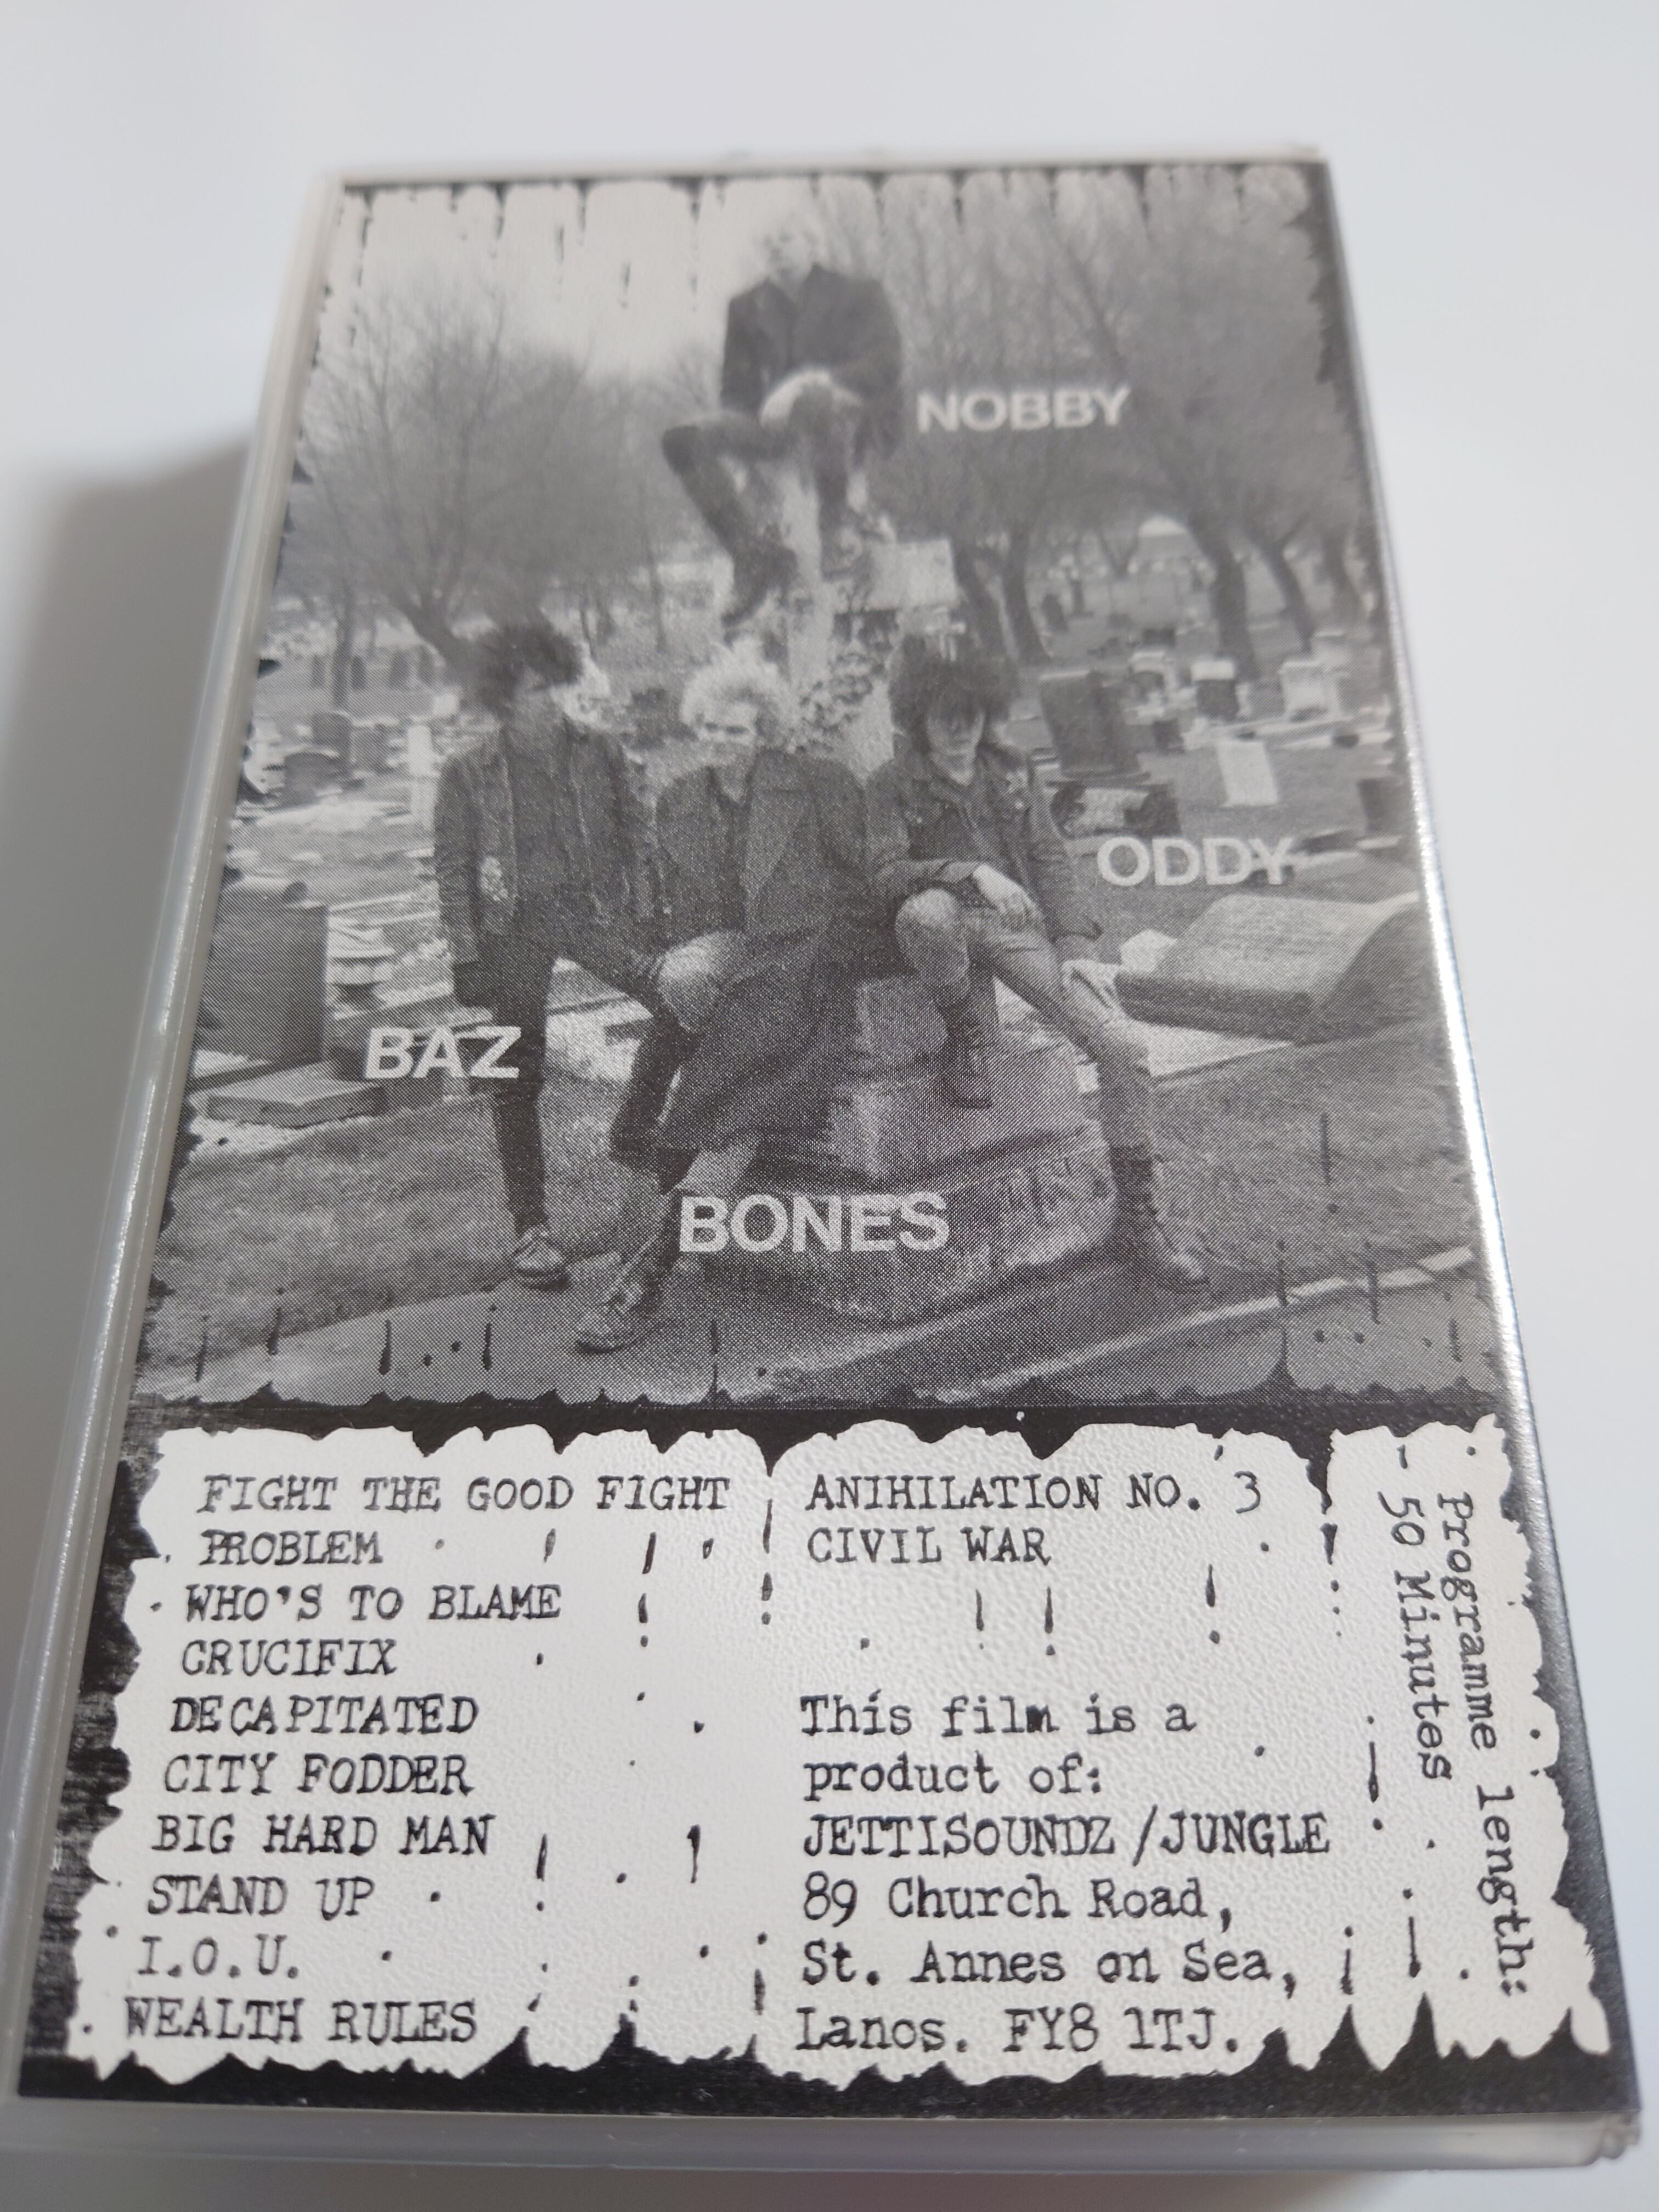 NOBBY
ODDY
BAZ
BONES
FIGHT THE GOOD FIGHT
PROBLEM
WHO'S TO BLAME
CRUCIFIX
DECAPITATED
CITY FODDER
BIG HARD MAN
STAND UP
I.O.U.
WEALTH RULES
ANIHILATION NO. 3
CIVIL WAR
This film is a
product of:
JETTISOUNDZ/JUNGLE
89 Church Road,
St. Annes on Sea,
Lancs. FY8 1TJ.
Programme length:
- 50 Minutes